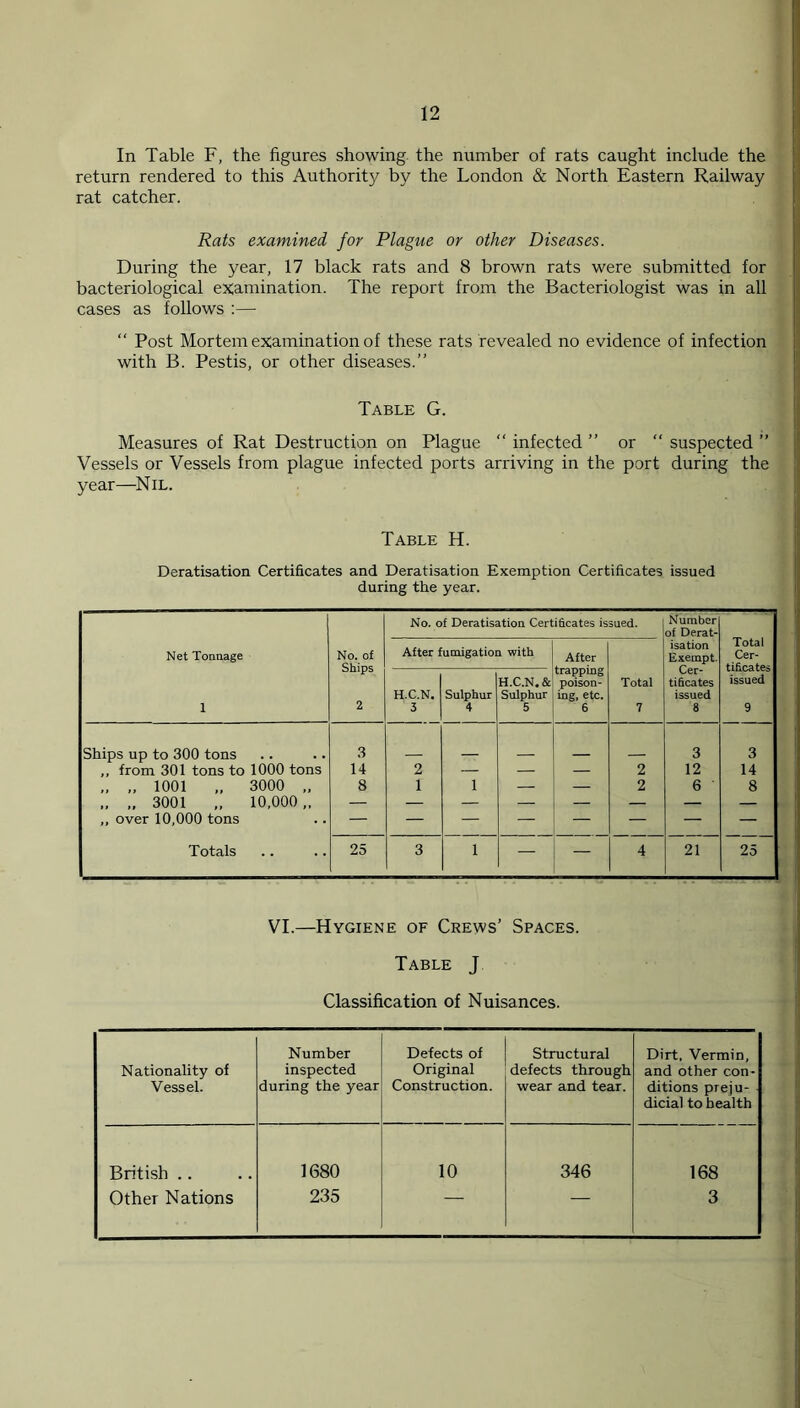 12
In Table F, the figures showing the number of rats caught include the
return rendered to this Authority by the London & North Eastern Railway
rat catcher.
Rats examined for Plague or other Diseases.
During the year, 17 black rats and 8 brown rats were submitted for
bacteriological examination. The report from the Bacteriologist was in all
cases as follows :—
“ Post Mortem examination of these rats revealed no evidence of infection
with B. Pestis, or other diseases.”
Table G.
Measures of Rat Destruction on Plague “ infected ” or “ suspected ”
Vessels or Vessels from plague infected ports arriving in the port during the
year—Nil.
Table H.
Deratisation Certificates and Deratisation Exemption Certificates issued
during the year.
Net Tonnage 1 | No. of Ships 2 | No. of Deratisation Certificates issued. | Number of Derat-isation Exempt. Cer-tificates issued 8 | Total Cer-tificates issued 9
After fumigation with | After trapping poison-ing, etc. 6 | Total 7
H.C.N. 3 | Sulphur 4 | H.C.N. & Sulphur 5
Ships up to 300 tons .. .. | 3 | — | — | — | — | — | 3 | 3
,, from 301 tons to 1000 tons | 14 | 2 | — | — | — | 2 | 12 | 14
,, ,, 1001 ,, 3000 ,, | 8 | 1 | 1 | — | — | 2 | 6 | 8
,, ,, 3001 ,, 10,000 ,, | — | — | — | — | — | — | — | —
,, over 10,000 tons .. | — | — | — | — | — | — | — | —
Totals .. .. | 25 | 3 | 1 | — | — | 4 | 21 | 25
VI.—Hygiene of Crews’ Spaces.
Table J
Classification of Nuisances.
Nationality of Vessel. | Number inspected during the year | Defects of Original Construction. | Structural defects through wear and tear. | Dirt, Vermin, and other con-ditions preju-dicial to health
British .. .. | 1680 | 10 | 346 | 168
Other Nations | 235 | — | — | 3